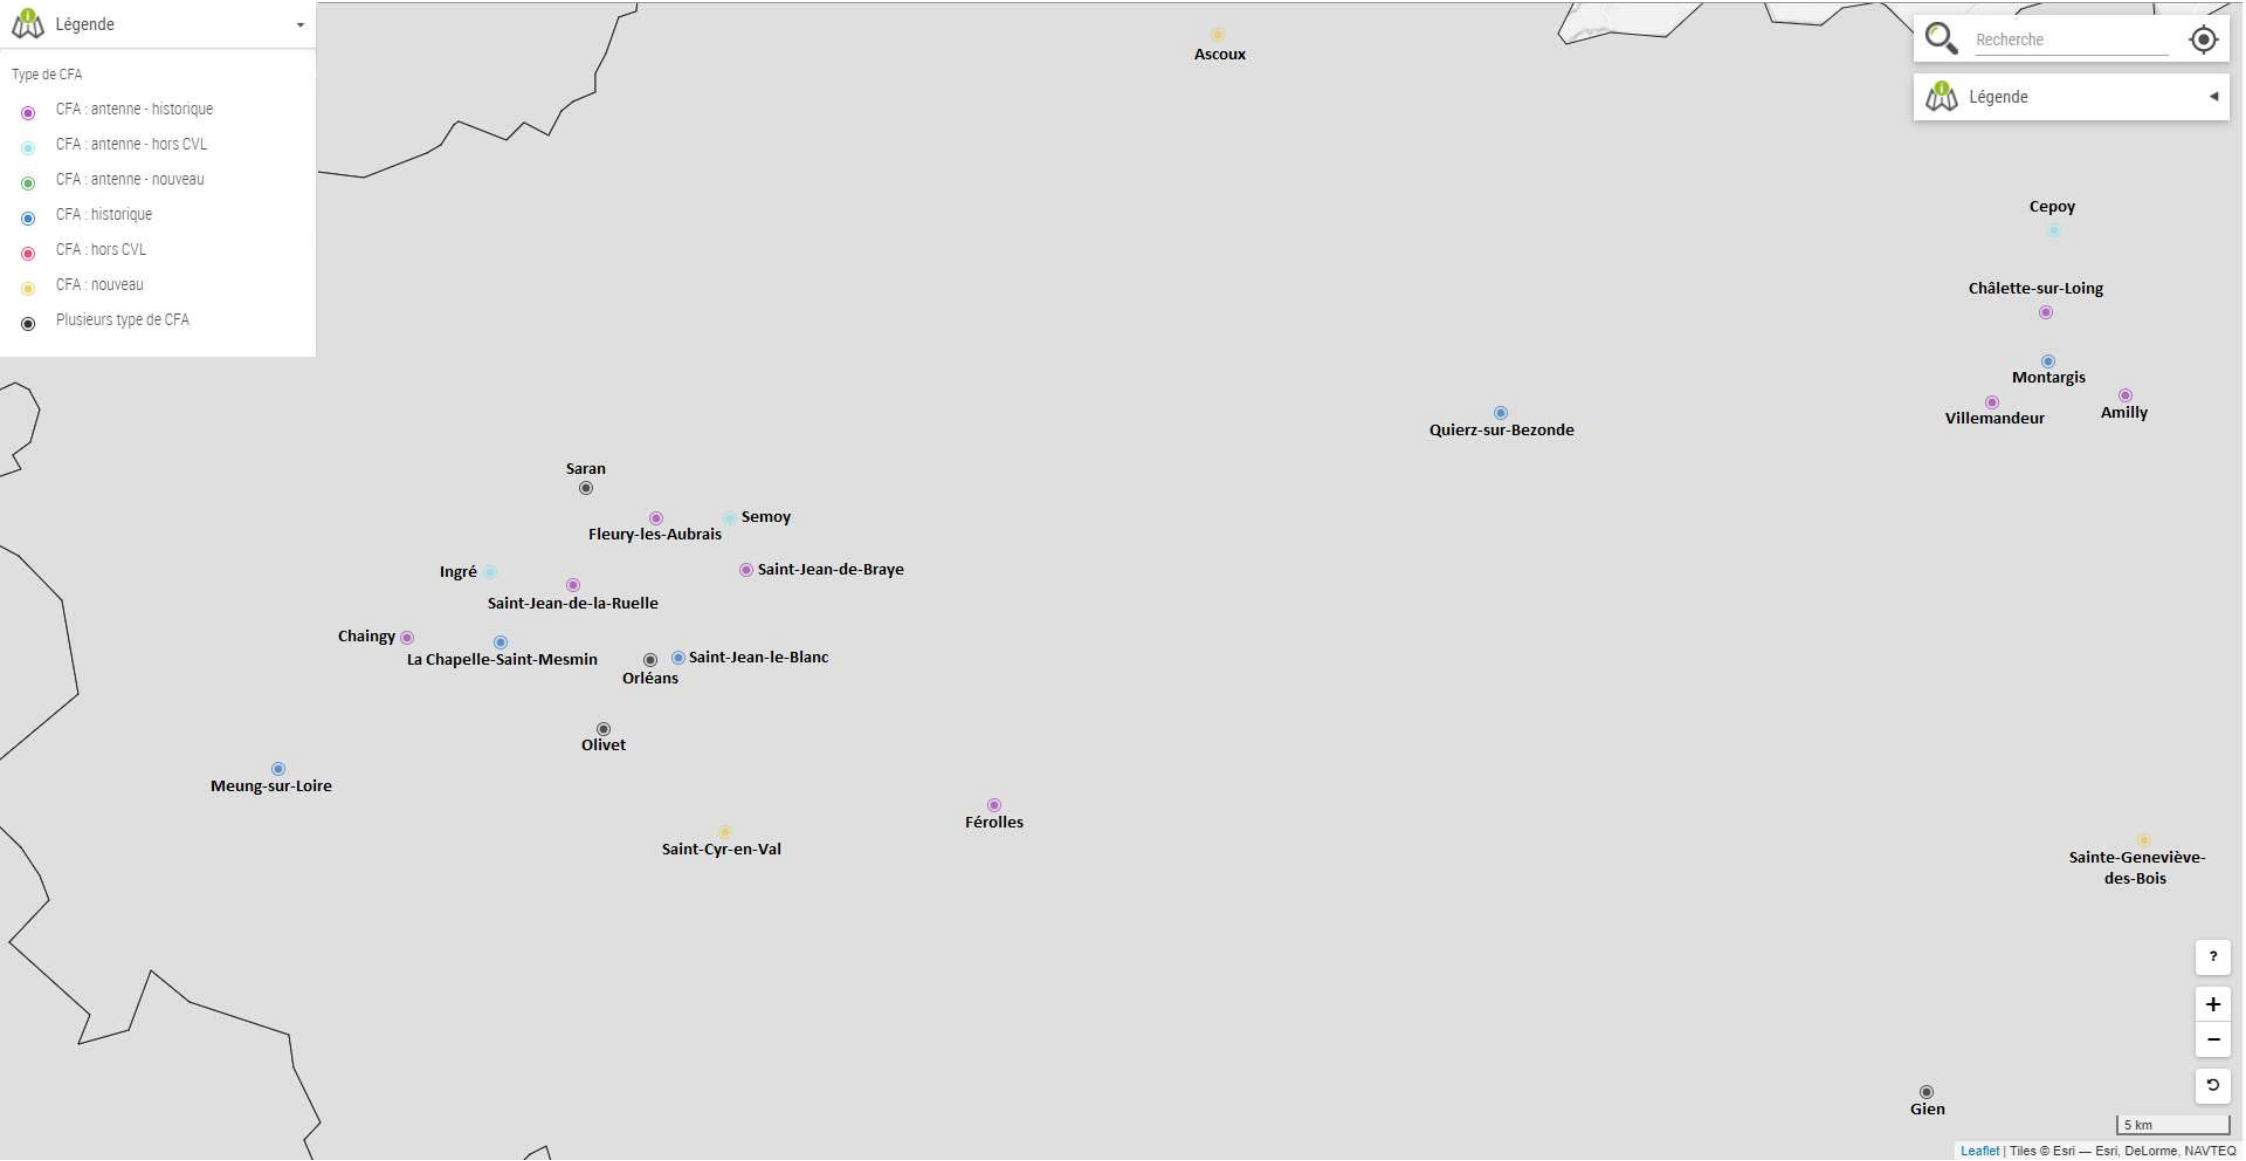 Légende
Type de CFA
CFA : antenne - historique
CFA : antenne - hors CVL
CFA : antenne - nouveau
CFA : historique
CFA : hors CVL
CFA : nouveau
Plusieurs type de CFA
Recherche
Légende
Ascoux
Cepoy
Châlette-sur-Loing
Montargis
Villemandeur
Amilly
Quierz-sur-Bezonde
Saran
Fleury-les-Aubrais
Semoy
Ingré
Saint-Jean-de-Braye
Saint-Jean-de-la-Ruelle
Chaingy
La Chapelle-Saint-Mesmin
Saint-Jean-le-Blanc
Orléans
Olivet
Meung-sur-Loire
Férolles
Saint-Cyr-en-Val
Sainte-Geneviève-
des-Bois
?
+
−
Gien
5 km
Leaflet | Tiles © Esri — Esri, DeLorme, NAVTEQ